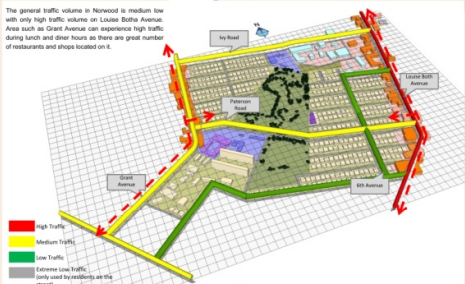 The general traffic volume in Norwood is medium low
with only high traffic volume on Louise Botha Avenue.
Area such as Grant Avenue can experience high traffic
during lunch and diner hours as there are great number
of restaurants and shops located on it.
Ivy Road
N
Louise Both
Avenue
Paterson
Road
Grant
Avenue
6th Avenue
High Traffic
Medium Traffic
Low Traffic
Extreme Low Traffic
(only used by residents on the
street)